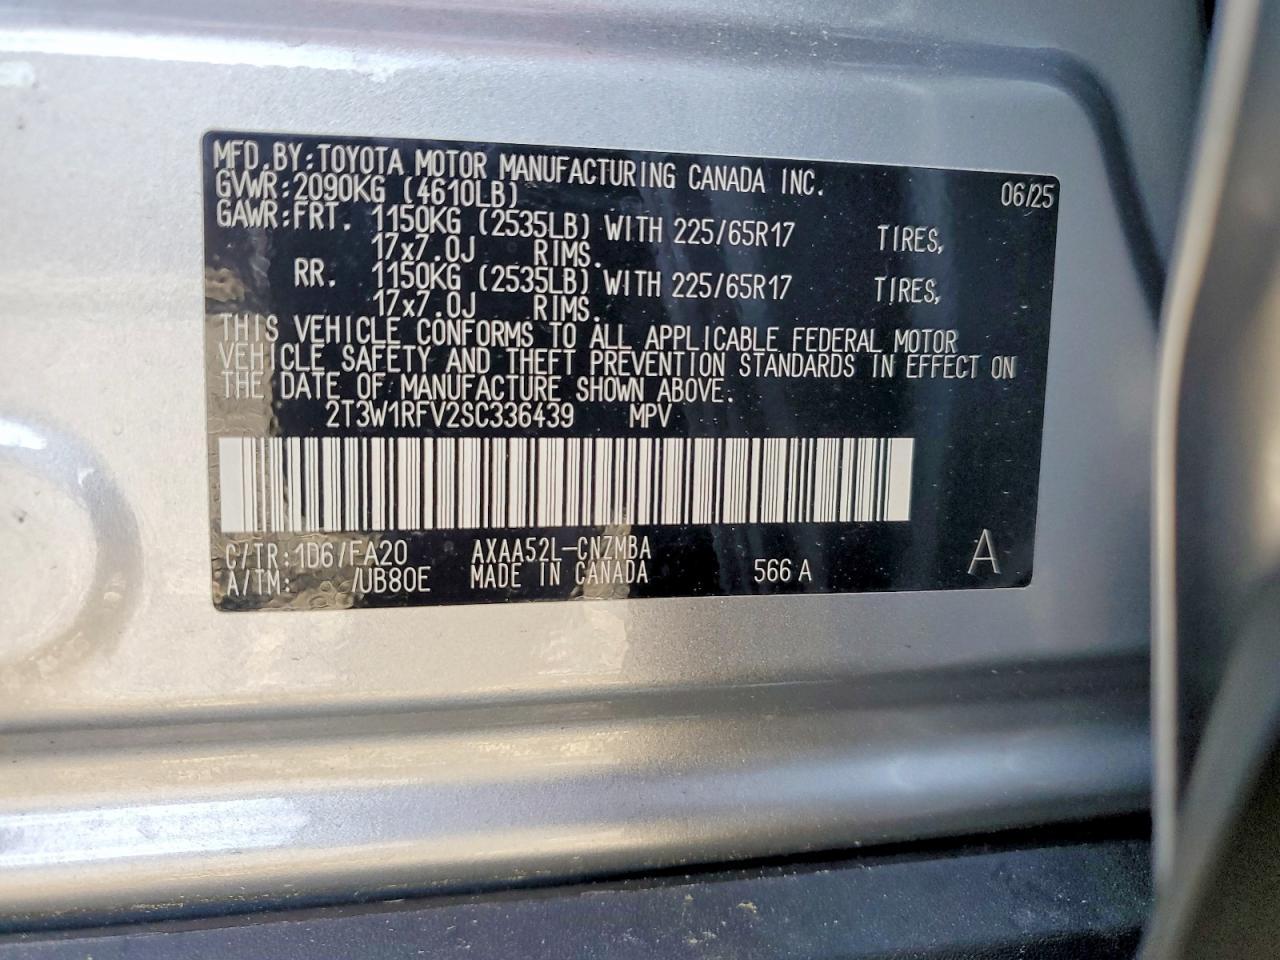 MFD.BY:TOYOTA MOTOR MANUFACTURING CANADA INC. 06/25
GVWR:2090KG (4610LB)
GAWR:FRT. 1150KG (2535LB) WITH 225/65R17 TIRES,
17x7.0J RIMS.
RR. 1150KG (2535LB) WITH 225/65R17 TIRES,
17x7.0J RIMS.
THIS VEHICLE CONFORMS TO ALL APPLICABLE FEDERAL MOTOR
VEHICLE SAFETY AND THEFT PREVENTION STANDARDS IN EFFECT ON
THE DATE OF MANUFACTURE SHOWN ABOVE.
2T3W1RFV2SC336439 MPV
C/TR:1D6/FA20 AXAA52L-CNZMBA
A/TM: /UB80E MADE IN CANADA 566 A A